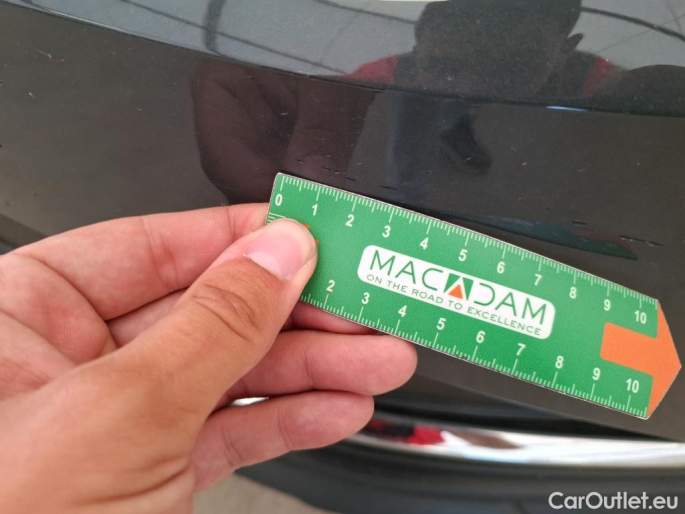 0 1 2 3 4 5 6 7 8 9 10
MACADAM
ON THE ROAD TO EXCELLENCE
2 3 4 5 6 7 8 9 10
CarOutlet.eu